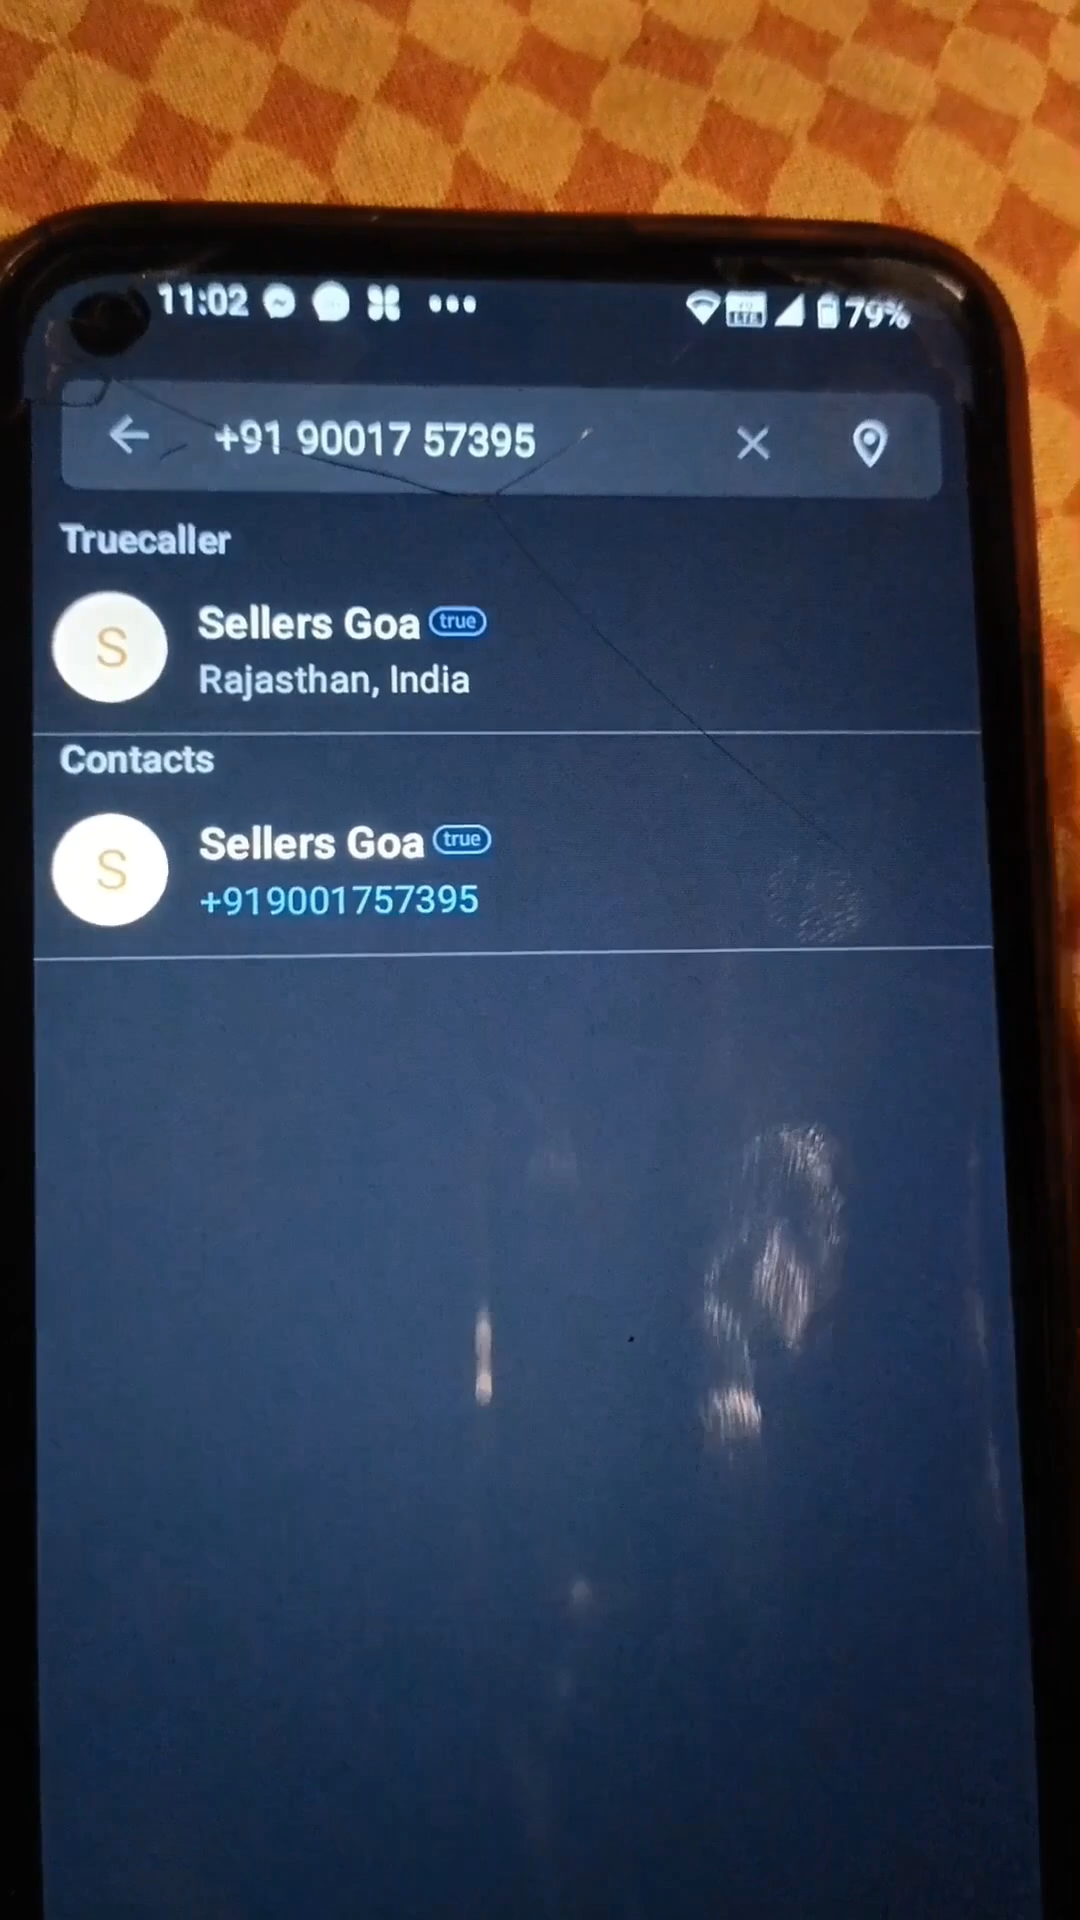 11:02 79%
+91 90017 57395
Truecaller
S
Sellers Goa true
Rajasthan, India
Contacts
S
Sellers Goa true
+919001757395